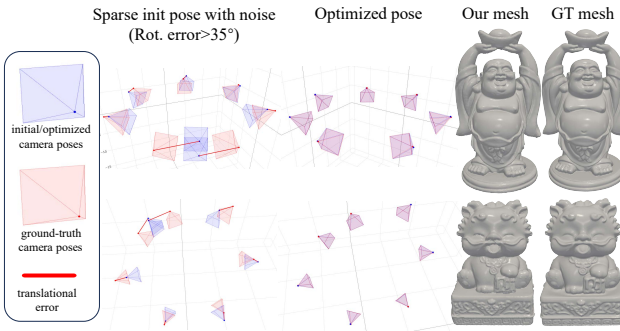 Sparse init pose with noise
(Rot. error>35°)
Optimized pose
Our mesh
GT mesh
initial/optimized
camera poses
ground-truth
camera poses
translational
error